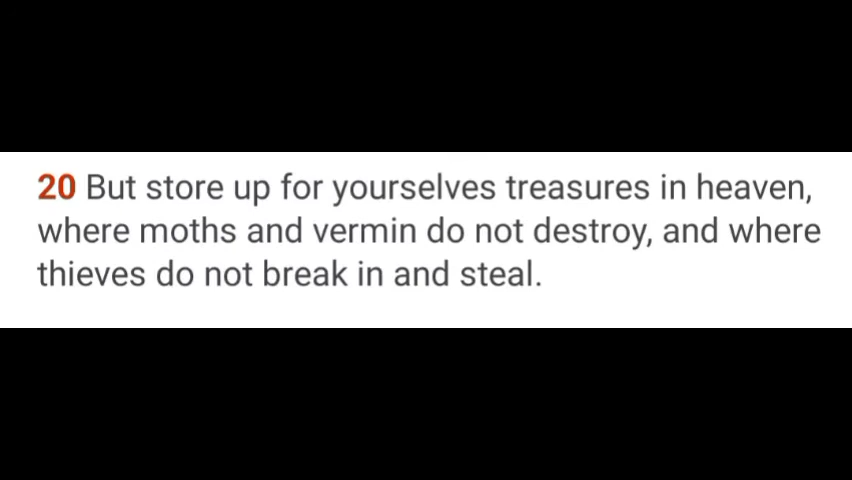 20 But store up for yourselves treasures in heaven,
where moths and vermin do not destroy, and where
thieves do not break in and steal.